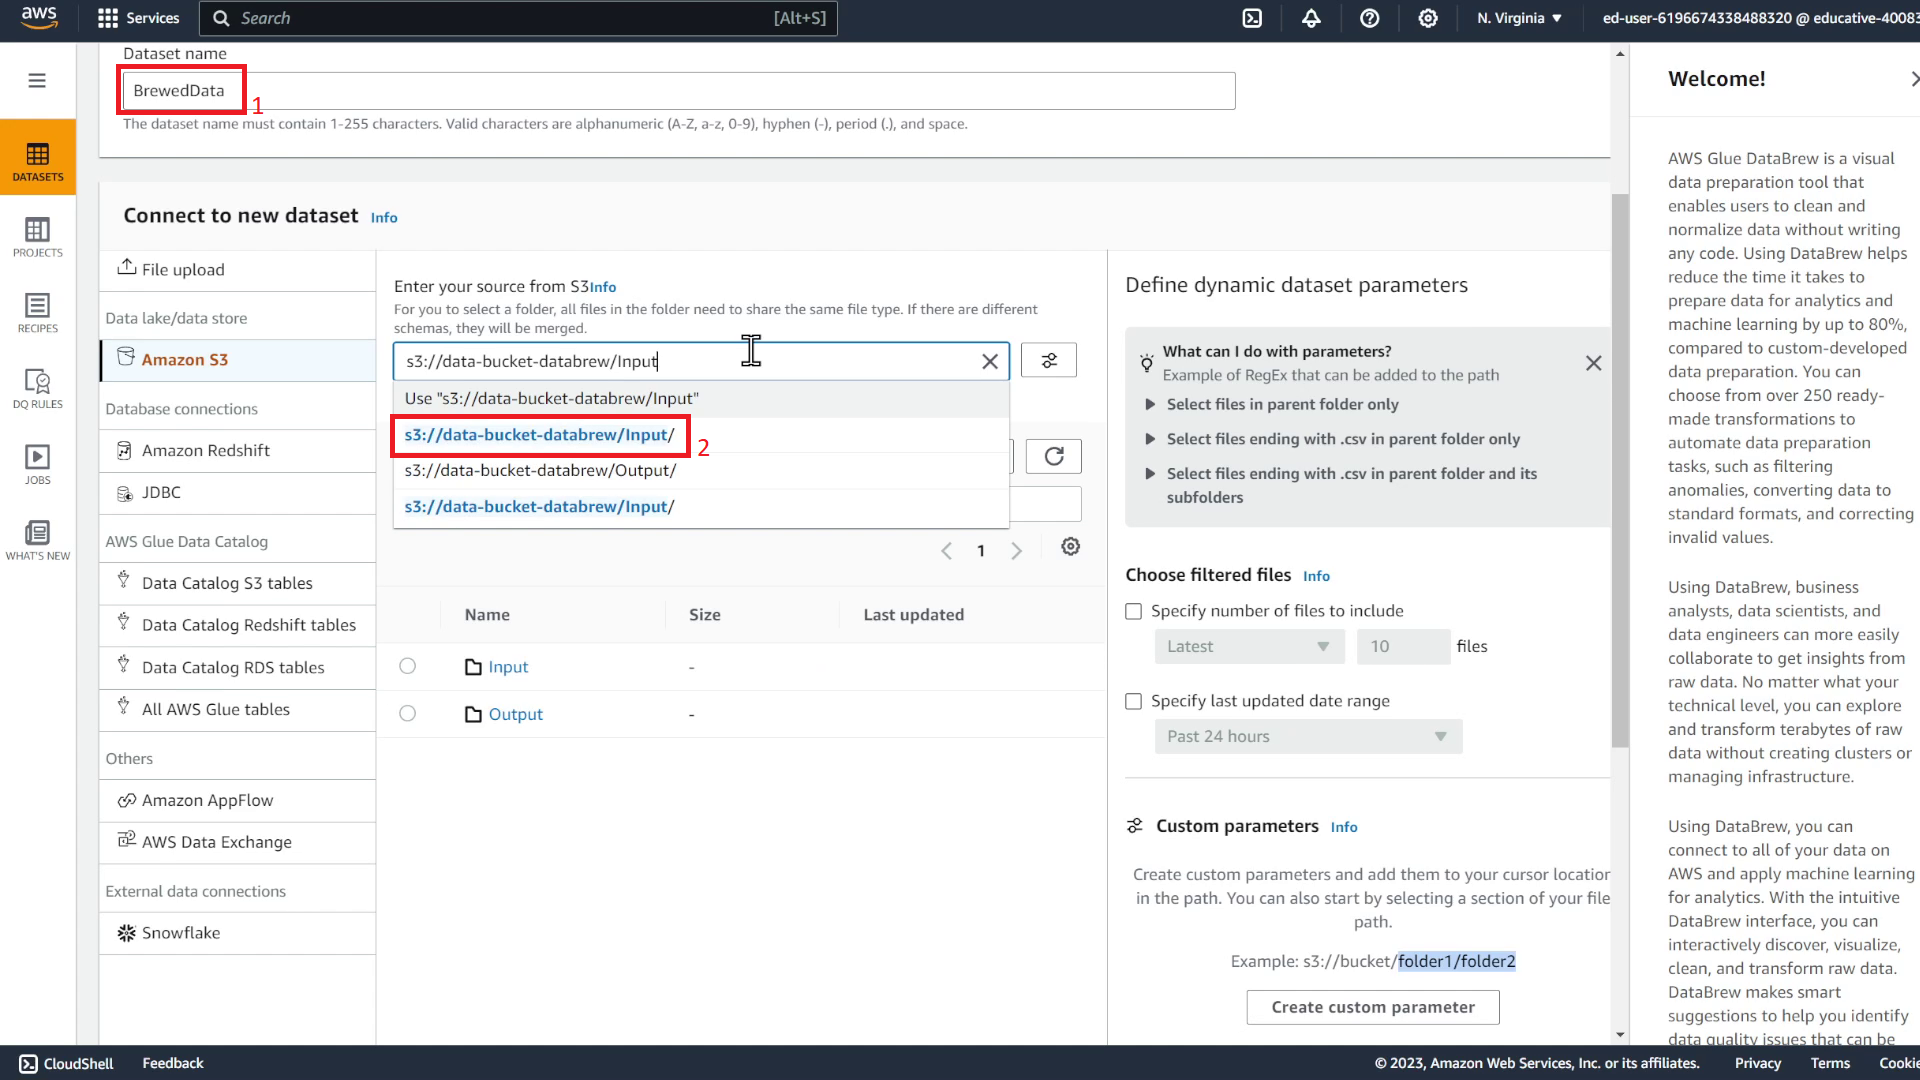 aws
Services
Search
[Alt+S]
N. Virginia ▼
ed-user-6196674338488320 @ educative-40083
Dataset name
BrewedData
1
The dataset name must contain 1-255 characters. Valid characters are alphanumeric (A-Z, a-z, 0-9), hyphen (-), period (.), and space.
DATASETS
PROJECTS
RECIPES
DQ RULES
JOBS
WHAT'S NEW
Connect to new dataset Info
File upload
Data lake/data store
Amazon S3
Database connections
Amazon Redshift
JDBC
AWS Glue Data Catalog
Data Catalog S3 tables
Data Catalog Redshift tables
Data Catalog RDS tables
All AWS Glue tables
Others
Amazon AppFlow
AWS Data Exchange
External data connections
Snowflake
Enter your source from S3Info
For you to select a folder, all files in the folder need to share the same file type. If there are different
schemas, they will be merged.
s3://data-bucket-databrew/Input
Use "s3://data-bucket-databrew/Input"
s3://data-bucket-databrew/Input/
2
s3://data-bucket-databrew/Output/
s3://data-bucket-databrew/Input/
1
Name
Size
Last updated
Input
-
Output
-
Define dynamic dataset parameters
What can I do with parameters?
Example of RegEx that can be added to the path
Select files in parent folder only
Select files ending with .csv in parent folder only
Select files ending with .csv in parent folder and its
subfolders
Choose filtered files Info
Specify number of files to include
Latest
10
files
Specify last updated date range
Past 24 hours
Custom parameters Info
Create custom parameters and add them to your cursor location
in the path. You can also start by selecting a section of your file
path.
Example: s3://bucket/folder1/folder2
Create custom parameter
Welcome!
AWS Glue DataBrew is a visual
data preparation tool that
enables users to clean and
normalize data without writing
any code. Using DataBrew helps
reduce the time it takes to
prepare data for analytics and
machine learning by up to 80%,
compared to custom-developed
data preparation. You can
choose from over 250 ready-
made transformations to
automate data preparation
tasks, such as filtering
anomalies, converting data to
standard formats, and correcting
invalid values.
Using DataBrew, business
analysts, data scientists, and
data engineers can more easily
collaborate to get insights from
raw data. No matter what your
technical level, you can explore
and transform terabytes of raw
data without creating clusters or
managing infrastructure.
Using DataBrew, you can
connect to all of your data on
AWS and apply machine learning
for analytics. With the intuitive
DataBrew interface, you can
interactively discover, visualize,
clean, and transform raw data.
DataBrew makes smart
suggestions to help you identify
data quality issues that can be
CloudShell
Feedback
© 2023, Amazon Web Services, Inc. or its affiliates.
Privacy
Terms
Cookie